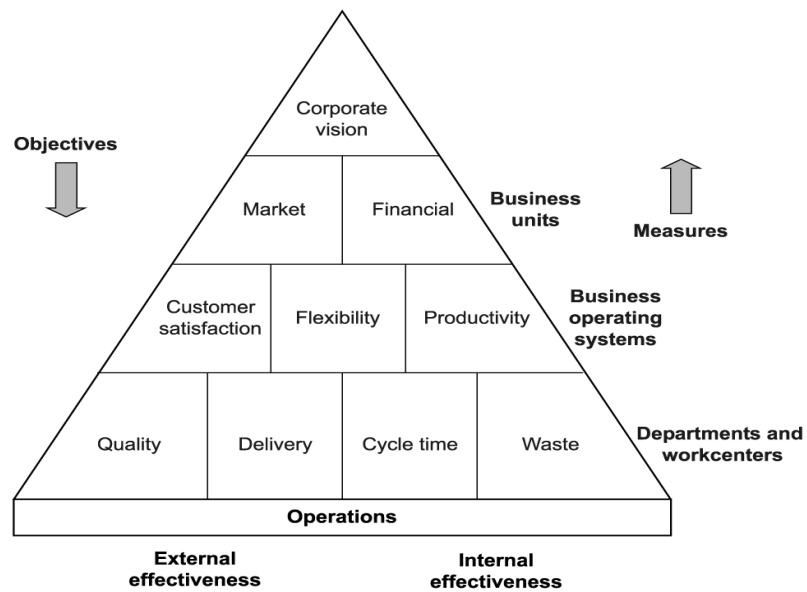 Corporate
vision
Objectives
Market
Financial
Business
units
Measures
Customer
satisfaction
Flexibility
Productivity
Business
operating
systems
Quality
Delivery
Cycle time
Waste
Departments and
workcenters
Operations
External
effectiveness
Internal
effectiveness